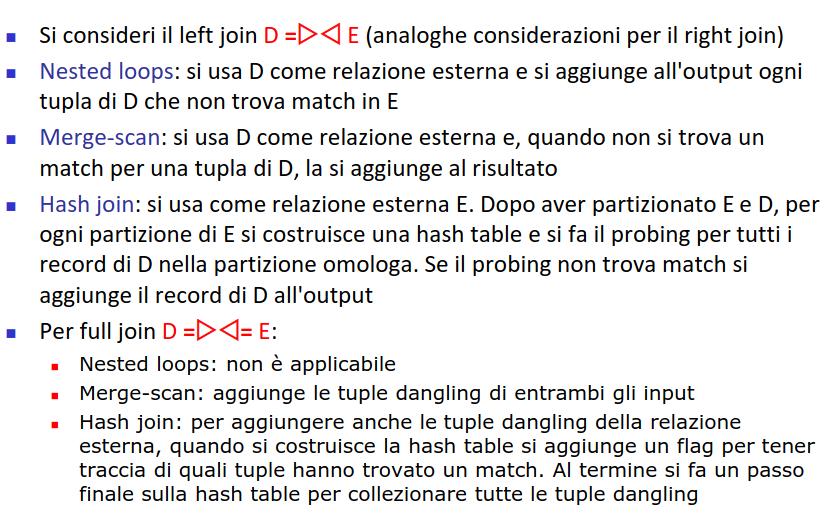 Si consideri il left join D =▷◁ E (analoghe considerazioni per il right join)
Nested loops: si usa D come relazione esterna e si aggiunge all'output ogni
tupla di D che non trova match in E
Merge-scan: si usa D come relazione esterna e, quando non si trova un
match per una tupla di D, la si aggiunge al risultato
Hash join: si usa come relazione esterna E. Dopo aver partizionato E e D, per
ogni partizione di E si costruisce una hash table e si fa il probing per tutti i
record di D nella partizione omologa. Se il probing non trova match si
aggiunge il record di D all'output
Per full join D =▷◁= E:
Nested loops: non è applicabile
Merge-scan: aggiunge le tuple dangling di entrambi gli input
Hash join: per aggiungere anche le tuple dangling della relazione
esterna, quando si costruisce la hash table si aggiunge un flag per tener
traccia di quali tuple hanno trovato un match. Al termine si fa un passo
finale sulla hash table per collezionare tutte le tuple dangling